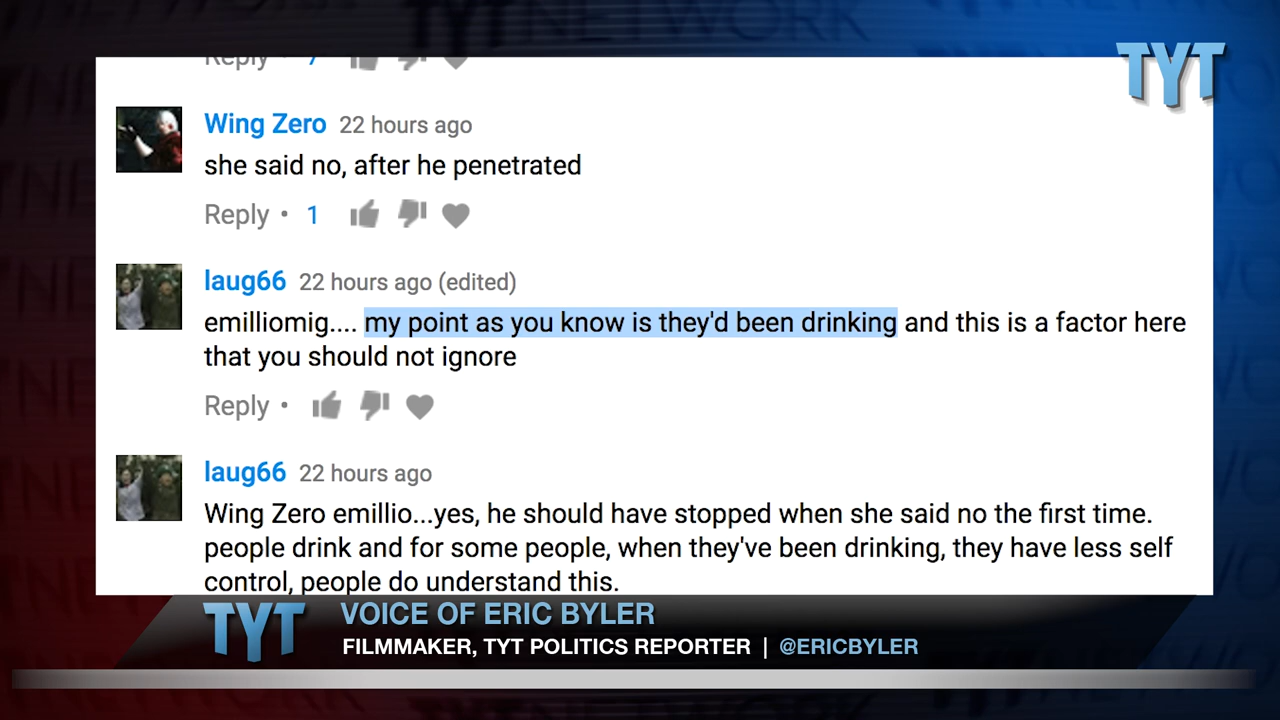 TYT NETWORK
TYT
Reply 7
Wing Zero 22 hours ago
she said no, after he penetrated
Reply • 1
laug66 22 hours ago (edited)
emilliomig.... my point as you know is they'd been drinking and this is a factor here
that you should not ignore
Reply •
laug66 22 hours ago
Wing Zero emillio...yes, he should have stopped when she said no the first time.
people drink and for some people, when they've been drinking, they have less self
control, people do understand this.
TYT
VOICE OF ERIC BYLER
FILMMAKER, TYT POLITICS REPORTER | @ERICBYLER